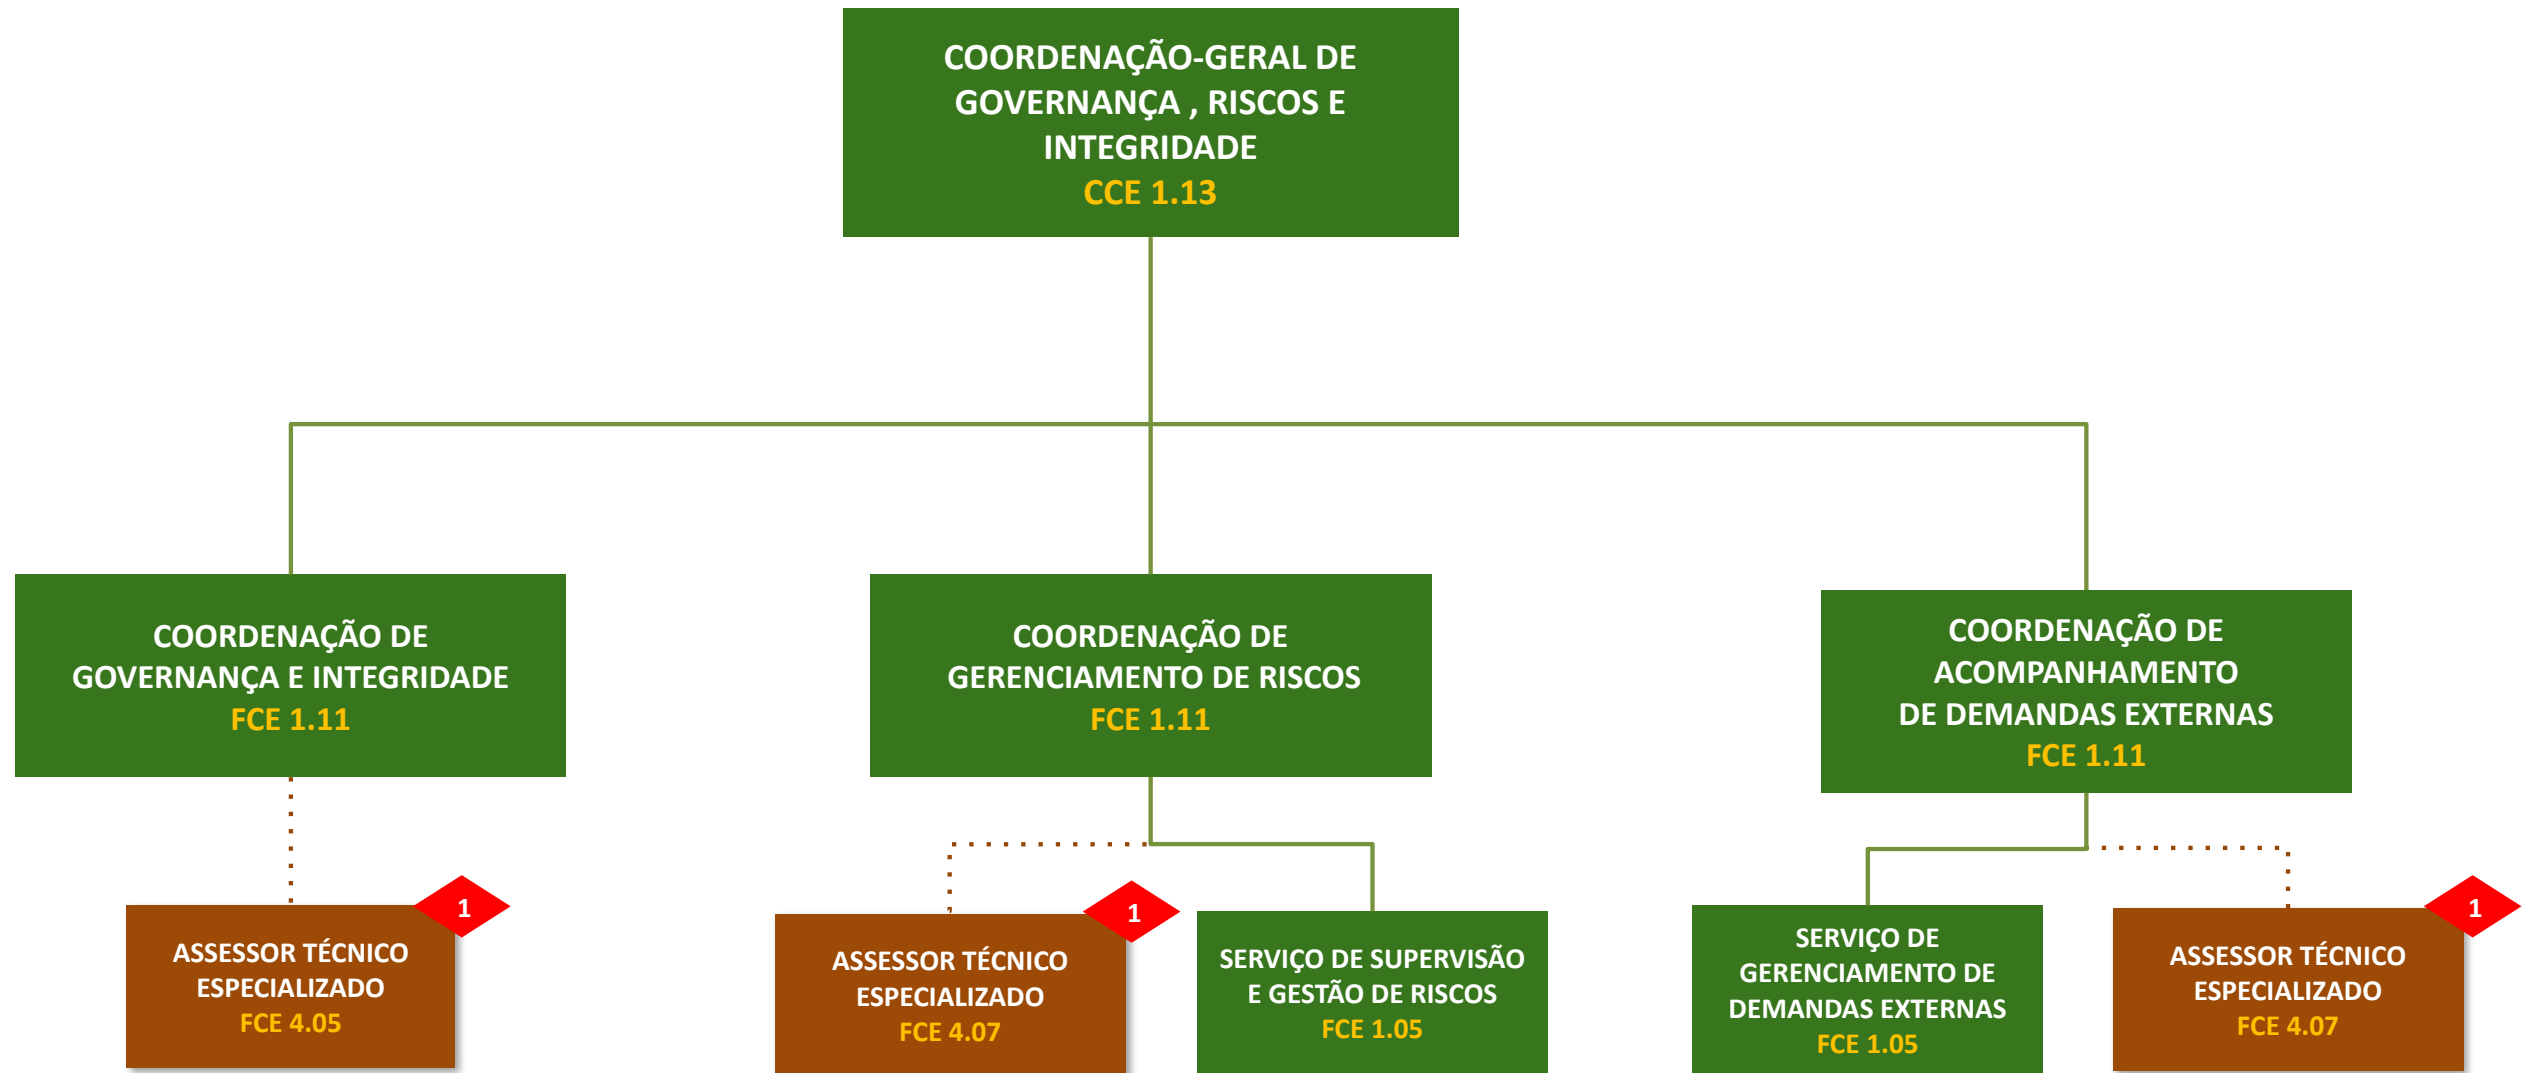 COORDENAÇÃO-GERAL DE
GOVERNANÇA , RISCOS E
INTEGRIDADE
CCE 1.13
COORDENAÇÃO DE
GOVERNANÇA E INTEGRIDADE
FCE 1.11
COORDENAÇÃO DE
GERENCIAMENTO DE RISCOS
FCE 1.11
COORDENAÇÃO DE
ACOMPANHAMENTO
DE DEMANDAS EXTERNAS
FCE 1.11
1
ASSESSOR TÉCNICO
ESPECIALIZADO
FCE 4.05
1
ASSESSOR TÉCNICO
ESPECIALIZADO
FCE 4.07
SERVIÇO DE SUPERVISÃO
E GESTÃO DE RISCOS
FCE 1.05
SERVIÇO DE
GERENCIAMENTO DE
DEMANDAS EXTERNAS
FCE 1.05
1
ASSESSOR TÉCNICO
ESPECIALIZADO
FCE 4.07